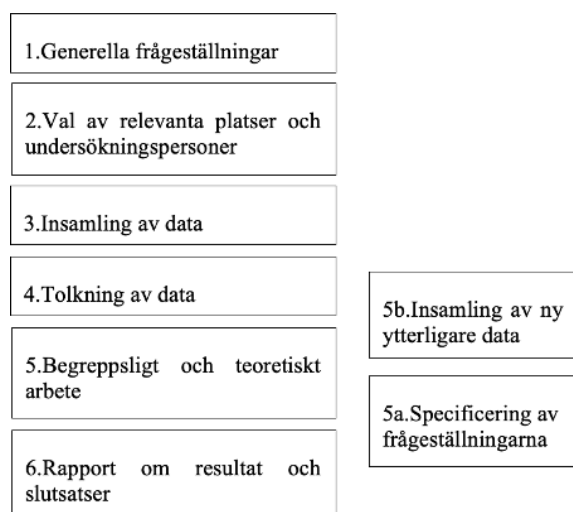 1.Generella frågeställningar
2.Val av relevanta platser och
undersökningspersoner
3.Insamling av data
4.Tolkning av data
5.Begreppsligt och teoretiskt
arbete
6.Rapport om resultat och
slutsatser
5b.Insamling av ny
ytterligare data
5a.Specificering av
frågeställningarna